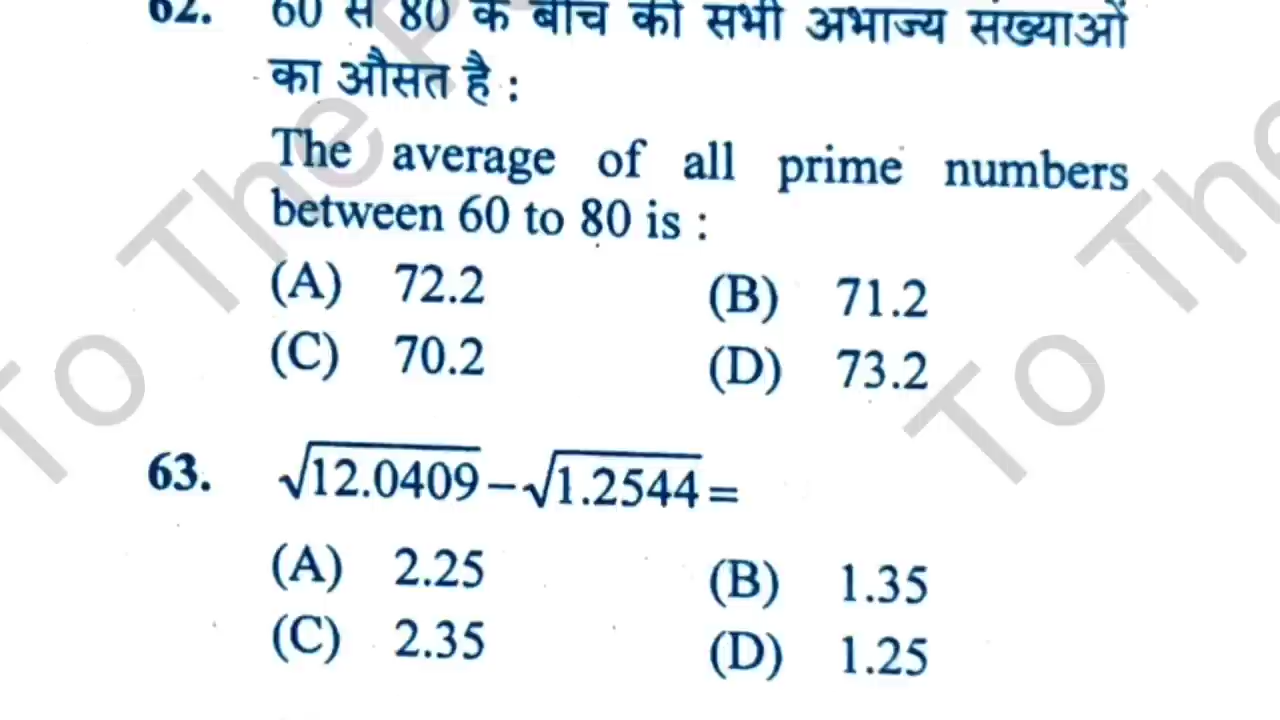 62. 60 से 80 के बीच की सभी अभाज्य संख्याओं
का औसत है :
The average of all prime numbers
between 60 to 80 is :
(A) 72.2 (B) 71.2
(C) 70.2 (D) 73.2
63. √12.0409 – √1.2544 =
(A) 2.25 (B) 1.35
(C) 2.35 (D) 1.25
To The
To The